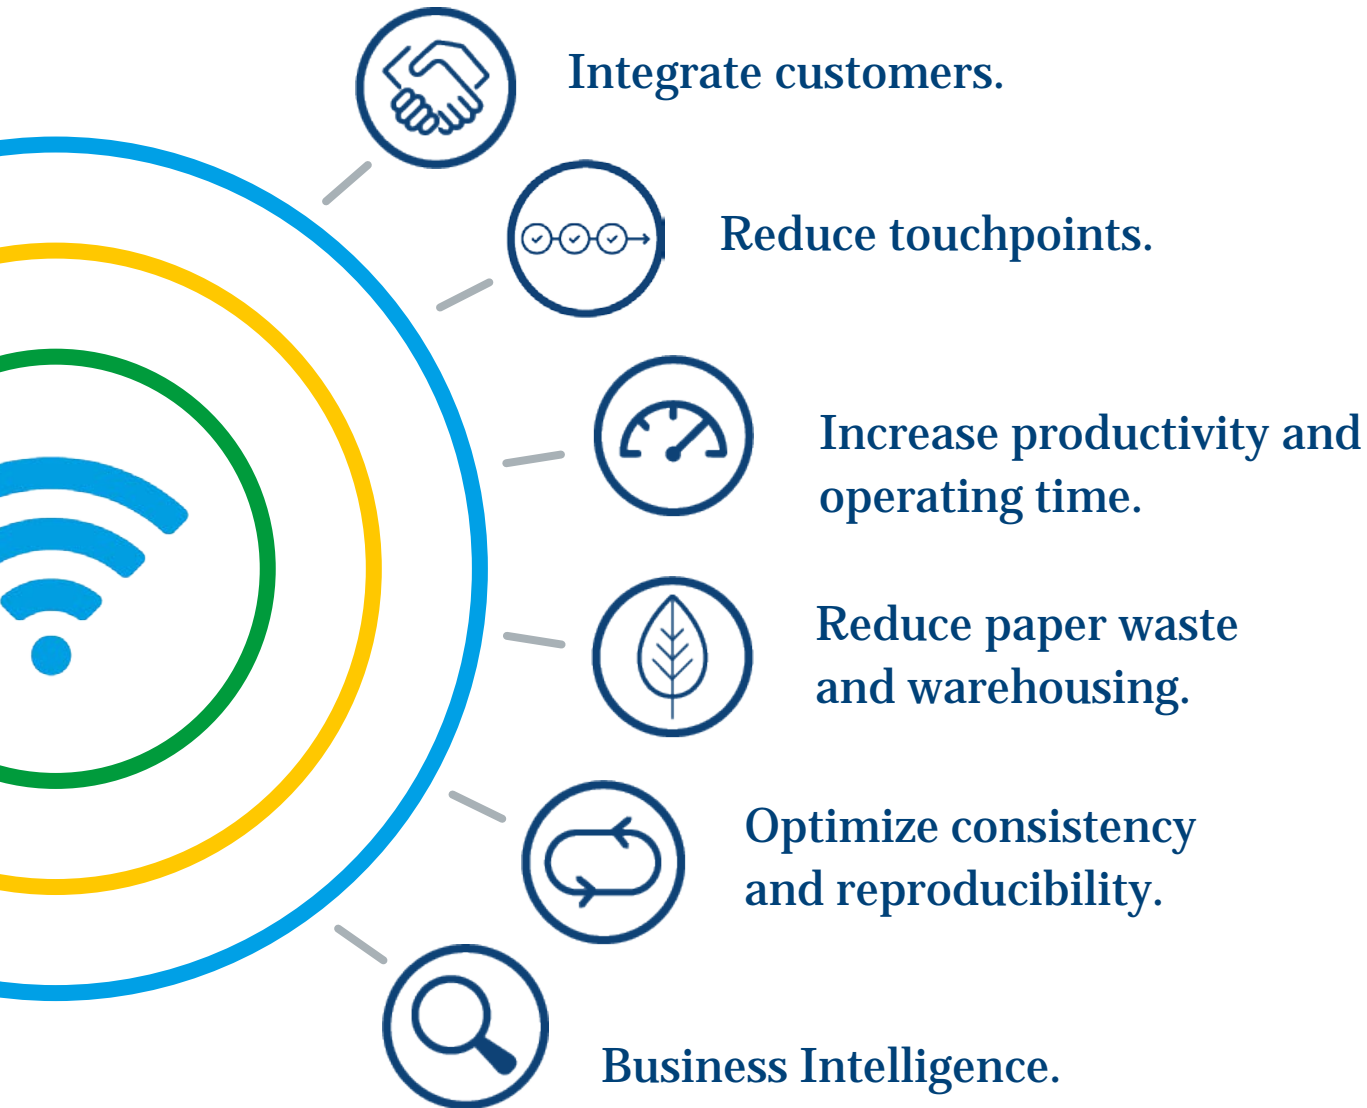 Integrate customers.
Reduce touchpoints.
Increase productivity and
operating time.
Reduce paper waste
and warehousing.
Optimize consistency
and reproducibility.
Business Intelligence.